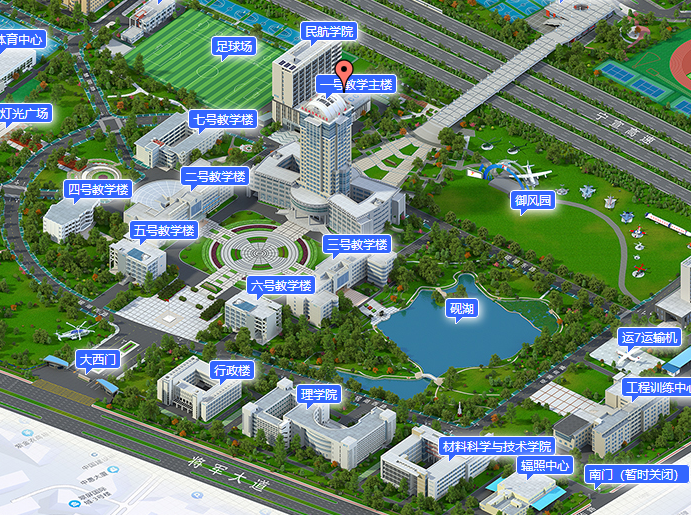 体育中心
民航学院
足球场
一号教学主楼
灯光广场
七号教学楼
宁宣高速
二号教学楼
四号教学楼
御风园
五号教学楼
三号教学楼
六号教学楼
砚湖
运7运输机
大西门
行政楼
工程训练中心
理学院
材料科学与技术学院
辐照中心
南门（暂时关闭）
将军大道